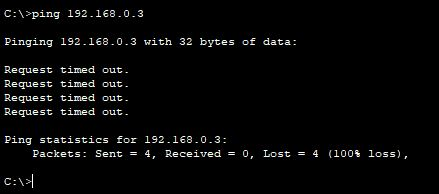 C:\>ping 192.168.0.3
Pinging 192.168.0.3 with 32 bytes of data:
Request timed out.
Request timed out.
Request timed out.
Request timed out.
Ping statistics for 192.168.0.3:
Packets: Sent = 4, Received = 0, Lost = 4 (100% loss),
C:\>